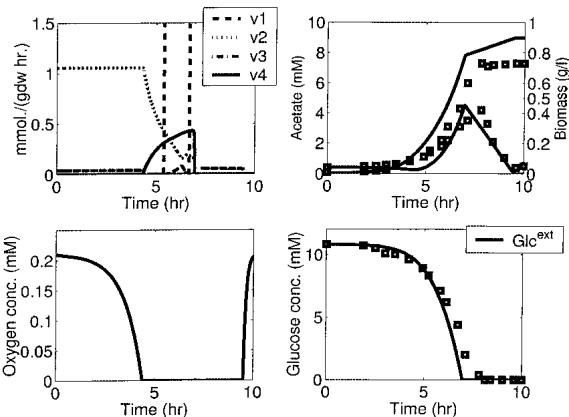 1.5
1
0.5
0
0
5
10
mmol./(gdw hr.)
Time (hr)
v1
v2
v3
v4
10
8
6
4
2
0
0
5
10
1
0.8
0.6
0.45
0.4
0.2
0
Acetate (mM)
Biomass (g/l)
Time (hr)
0.2
0.15
0.1
0.05
0
0
5
10
Oxygen conc. (mM)
Time (hr)
10
5
0
0
5
10
Glucose conc. (mM)
Time (hr)
Glc^ext